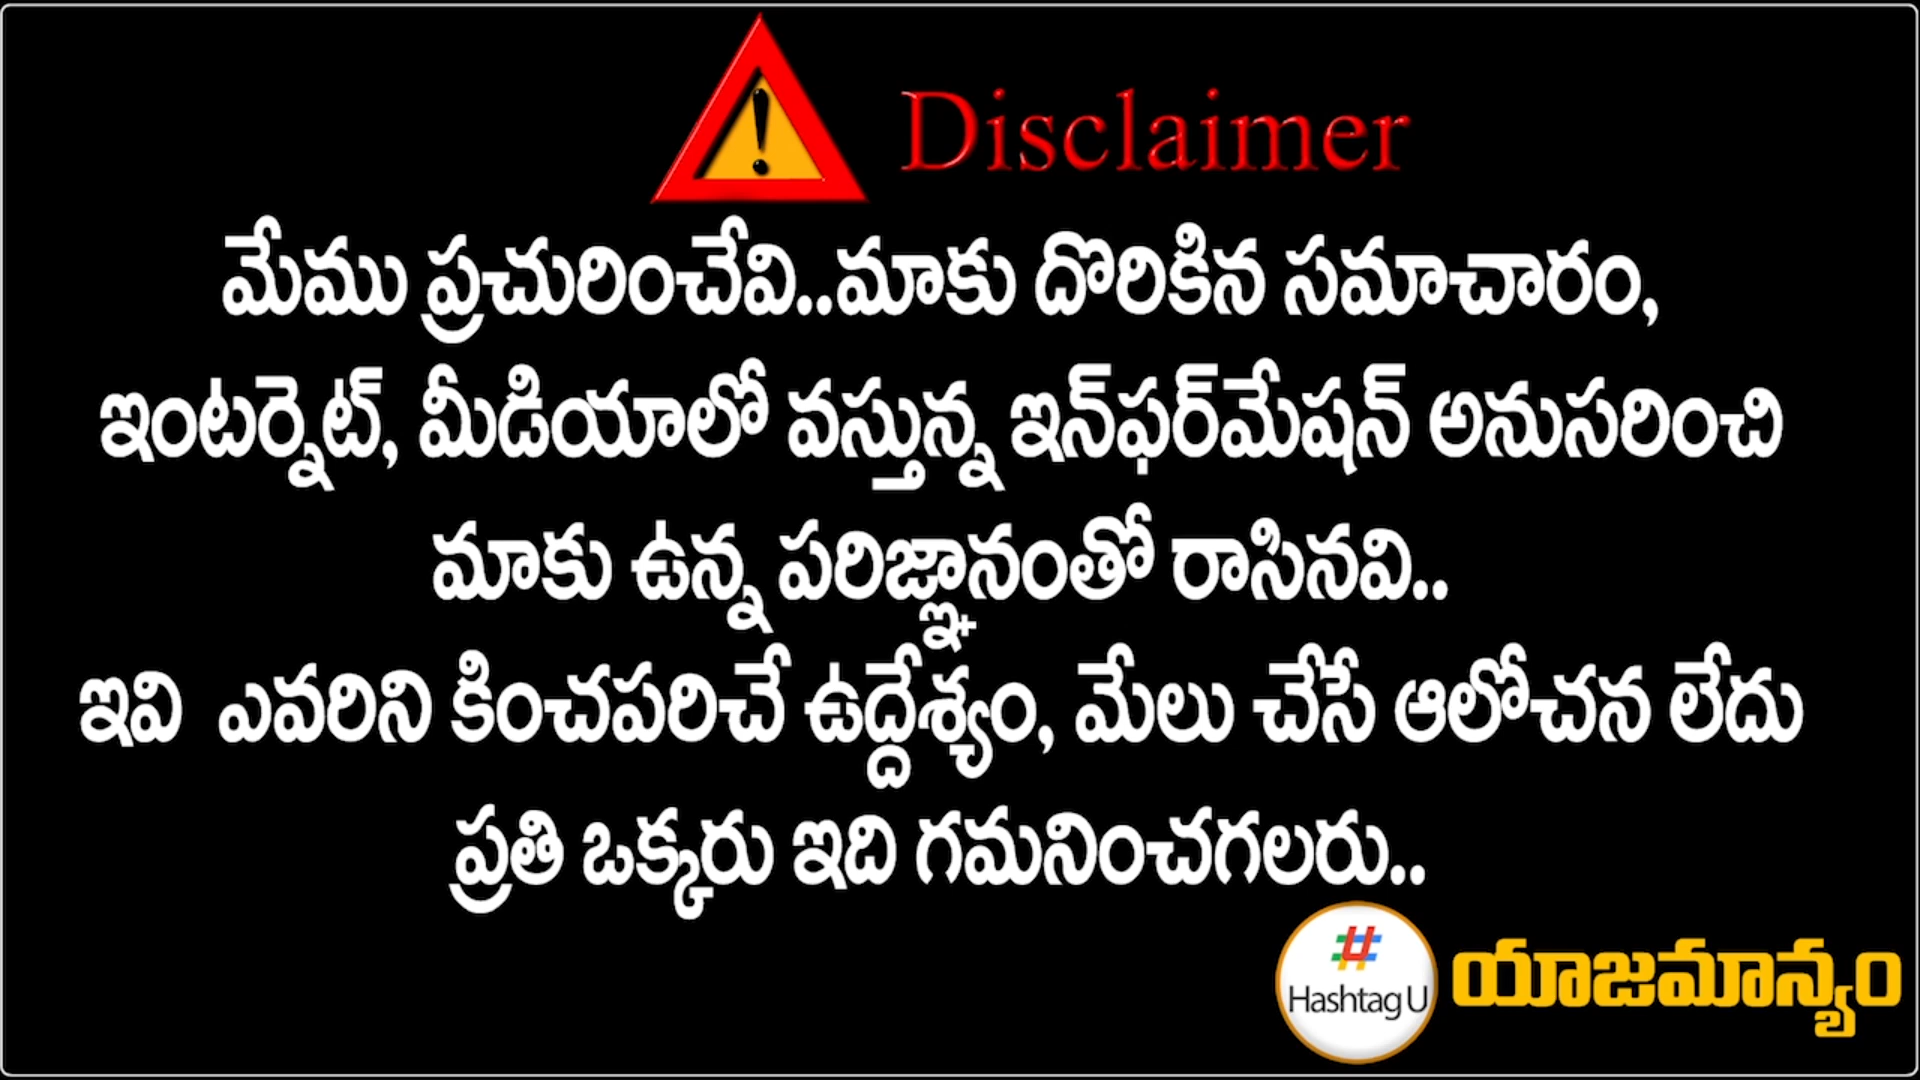 Disclaimer
మేము ప్రచురించేవి..మాకు దొరికిన సమాచారం,
ఇంటర్నెట్, మీడియాలో వస్తున్న ఇన్‌ఫర్‌మేషన్ అనుసరించి
మాకు ఉన్న పరిజ్ఞానంతో రాసినవి..
ఇవి ఎవరిని కించపరిచే ఉద్దేశ్యం, మేలు చేసే ఆలోచన లేదు
ప్రతి ఒక్కరు ఇది గమనించగలరు..
Hashtag U
యాజమాన్యం